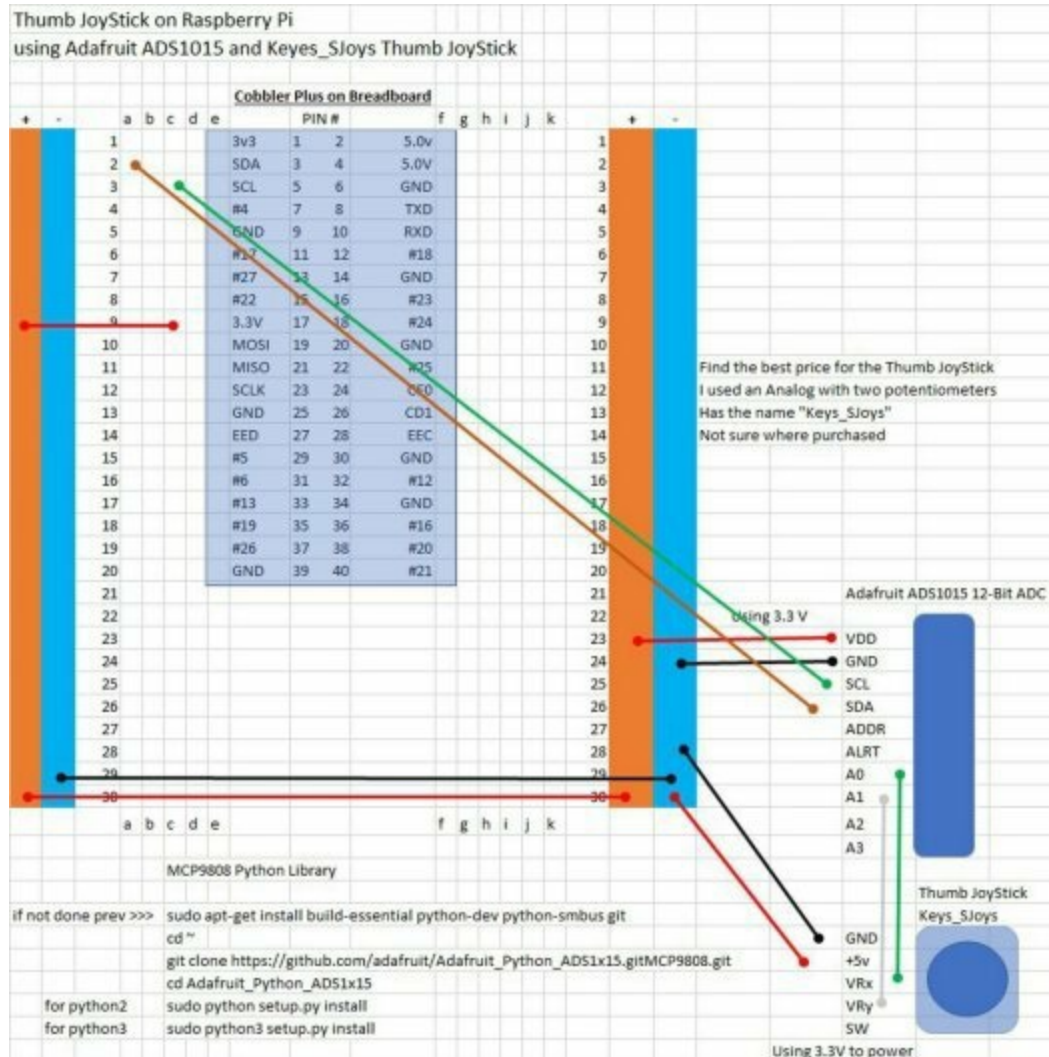 Thumb JoyStick on Raspberry Pi
using Adafruit ADS1015 and Keyes_SJoys Thumb JoyStick
Cobbler Plus on Breadboard
+ - a b c d e PIN # f g h i j k + -
1 3v3 1 2 5.0v 1
2 SDA 3 4 5.0V 2
3 SCL 5 6 GND 3
4 #4 7 8 TXD 4
5 GND 9 10 RXD 5
6 #17 11 12 #18 6
7 #27 13 14 GND 7
8 #22 15 16 #23 8
9 3.3V 17 18 #24 9
10 MOSI 19 20 GND 10
11 MISO 21 22 #25 11 Find the best price for the Thumb JoyStick
12 SCLK 23 24 CE0 12 I used an Analog with two potentiometers
13 GND 25 26 CD1 13 Has the name "Keys_SJoys"
14 EED 27 28 EEC 14 Not sure where purchased
15 #5 29 30 GND 15
16 #6 31 32 #12 16
17 #13 33 34 GND 17
18 #19 35 36 #16 18
19 #26 37 38 #20 19
20 GND 39 40 #21 20
21 21 Adafruit ADS1015 12-Bit ADC
22 22 Using 3.3 V
23 23 VDD
24 24 GND
25 25 SCL
26 26 SDA
27 27 ADDR
28 28 ALRT
29 29 A0
30 30 A1
a b c d e f g h i j k A2
A3
MCP9808 Python Library
Thumb JoyStick
if not done prev >>> sudo apt-get install build-essential python-dev python-smbus git Keys_SJoys
cd ~ GND
git clone https://github.com/adafruit/Adafruit_Python_ADS1x15.gitMCP9808.git +5v
cd Adafruit_Python_ADS1x15 VRx
for python2 sudo python setup.py install VRy
for python3 sudo python3 setup.py install SW
Using 3.3V to power